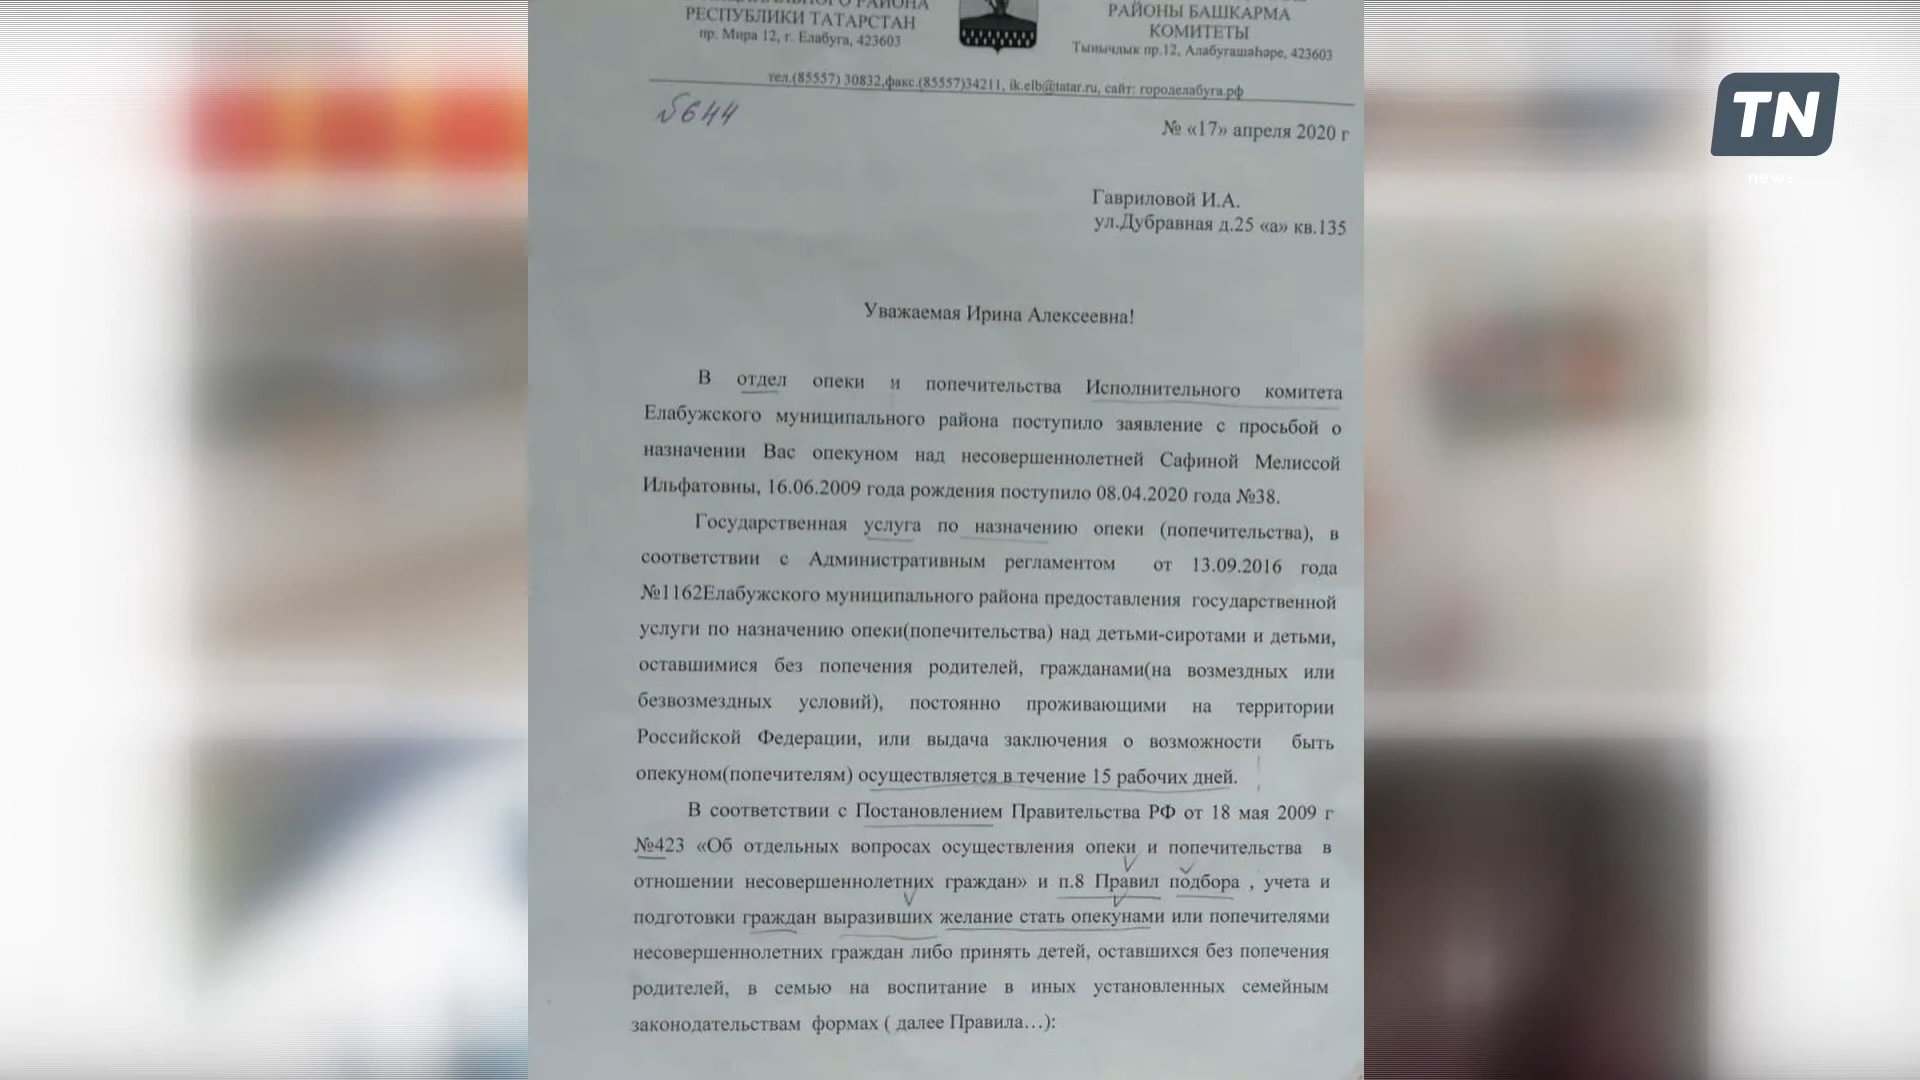 РЕСПУБЛИКИ ТАТАРСТАН
пр. Мира 12, г. Елабуга, 423603
РАЙОНЫ БАШКАРМА
КОМИТЕТЫ
Тынычлык пр.12, Алабугашәһәре, 423603
тел.(85557) 30832,факс.(85557)34211, ik.elb@tatar.ru, сайт: городелабуга.рф
№ «17» апреля 2020 г
Гавриловой И.А.
ул.Дубравная д.25 «а» кв.135
Уважаемая Ирина Алексеевна!
В отдел опеки и попечительства Исполнительного комитета
Елабужского муниципального района поступило заявление с просьбой о
назначении Вас опекуном над несовершеннолетней Сафиной Мелиссой
Ильфатовны, 16.06.2009 года рождения поступило 08.04.2020 года №38.
Государственная услуга по назначению опеки (попечительства), в
соответствии с Административным регламентом от 13.09.2016 года
№1162Елабужского муниципального района предоставления государственной
услуги по назначению опеки(попечительства) над детьми-сиротами и детьми,
оставшимися без попечения родителей, гражданами(на возмездных или
безвозмездных условий), постоянно проживающими на территории
Российской Федерации, или выдача заключения о возможности быть
опекуном(попечителям) осуществляется в течение 15 рабочих дней.
В соответствии с Постановлением Правительства РФ от 18 мая 2009 г
№423 «Об отдельных вопросах осуществления опеки и попечительства в
отношении несовершеннолетних граждан» и п.8 Правил подбора , учета и
подготовки граждан выразивших желание стать опекунами или попечителями
несовершеннолетних граждан либо принять детей, оставшихся без попечения
родителей, в семью на воспитание в иных установленных семейным
законодательствам формах ( далее Правила…):
TN
news